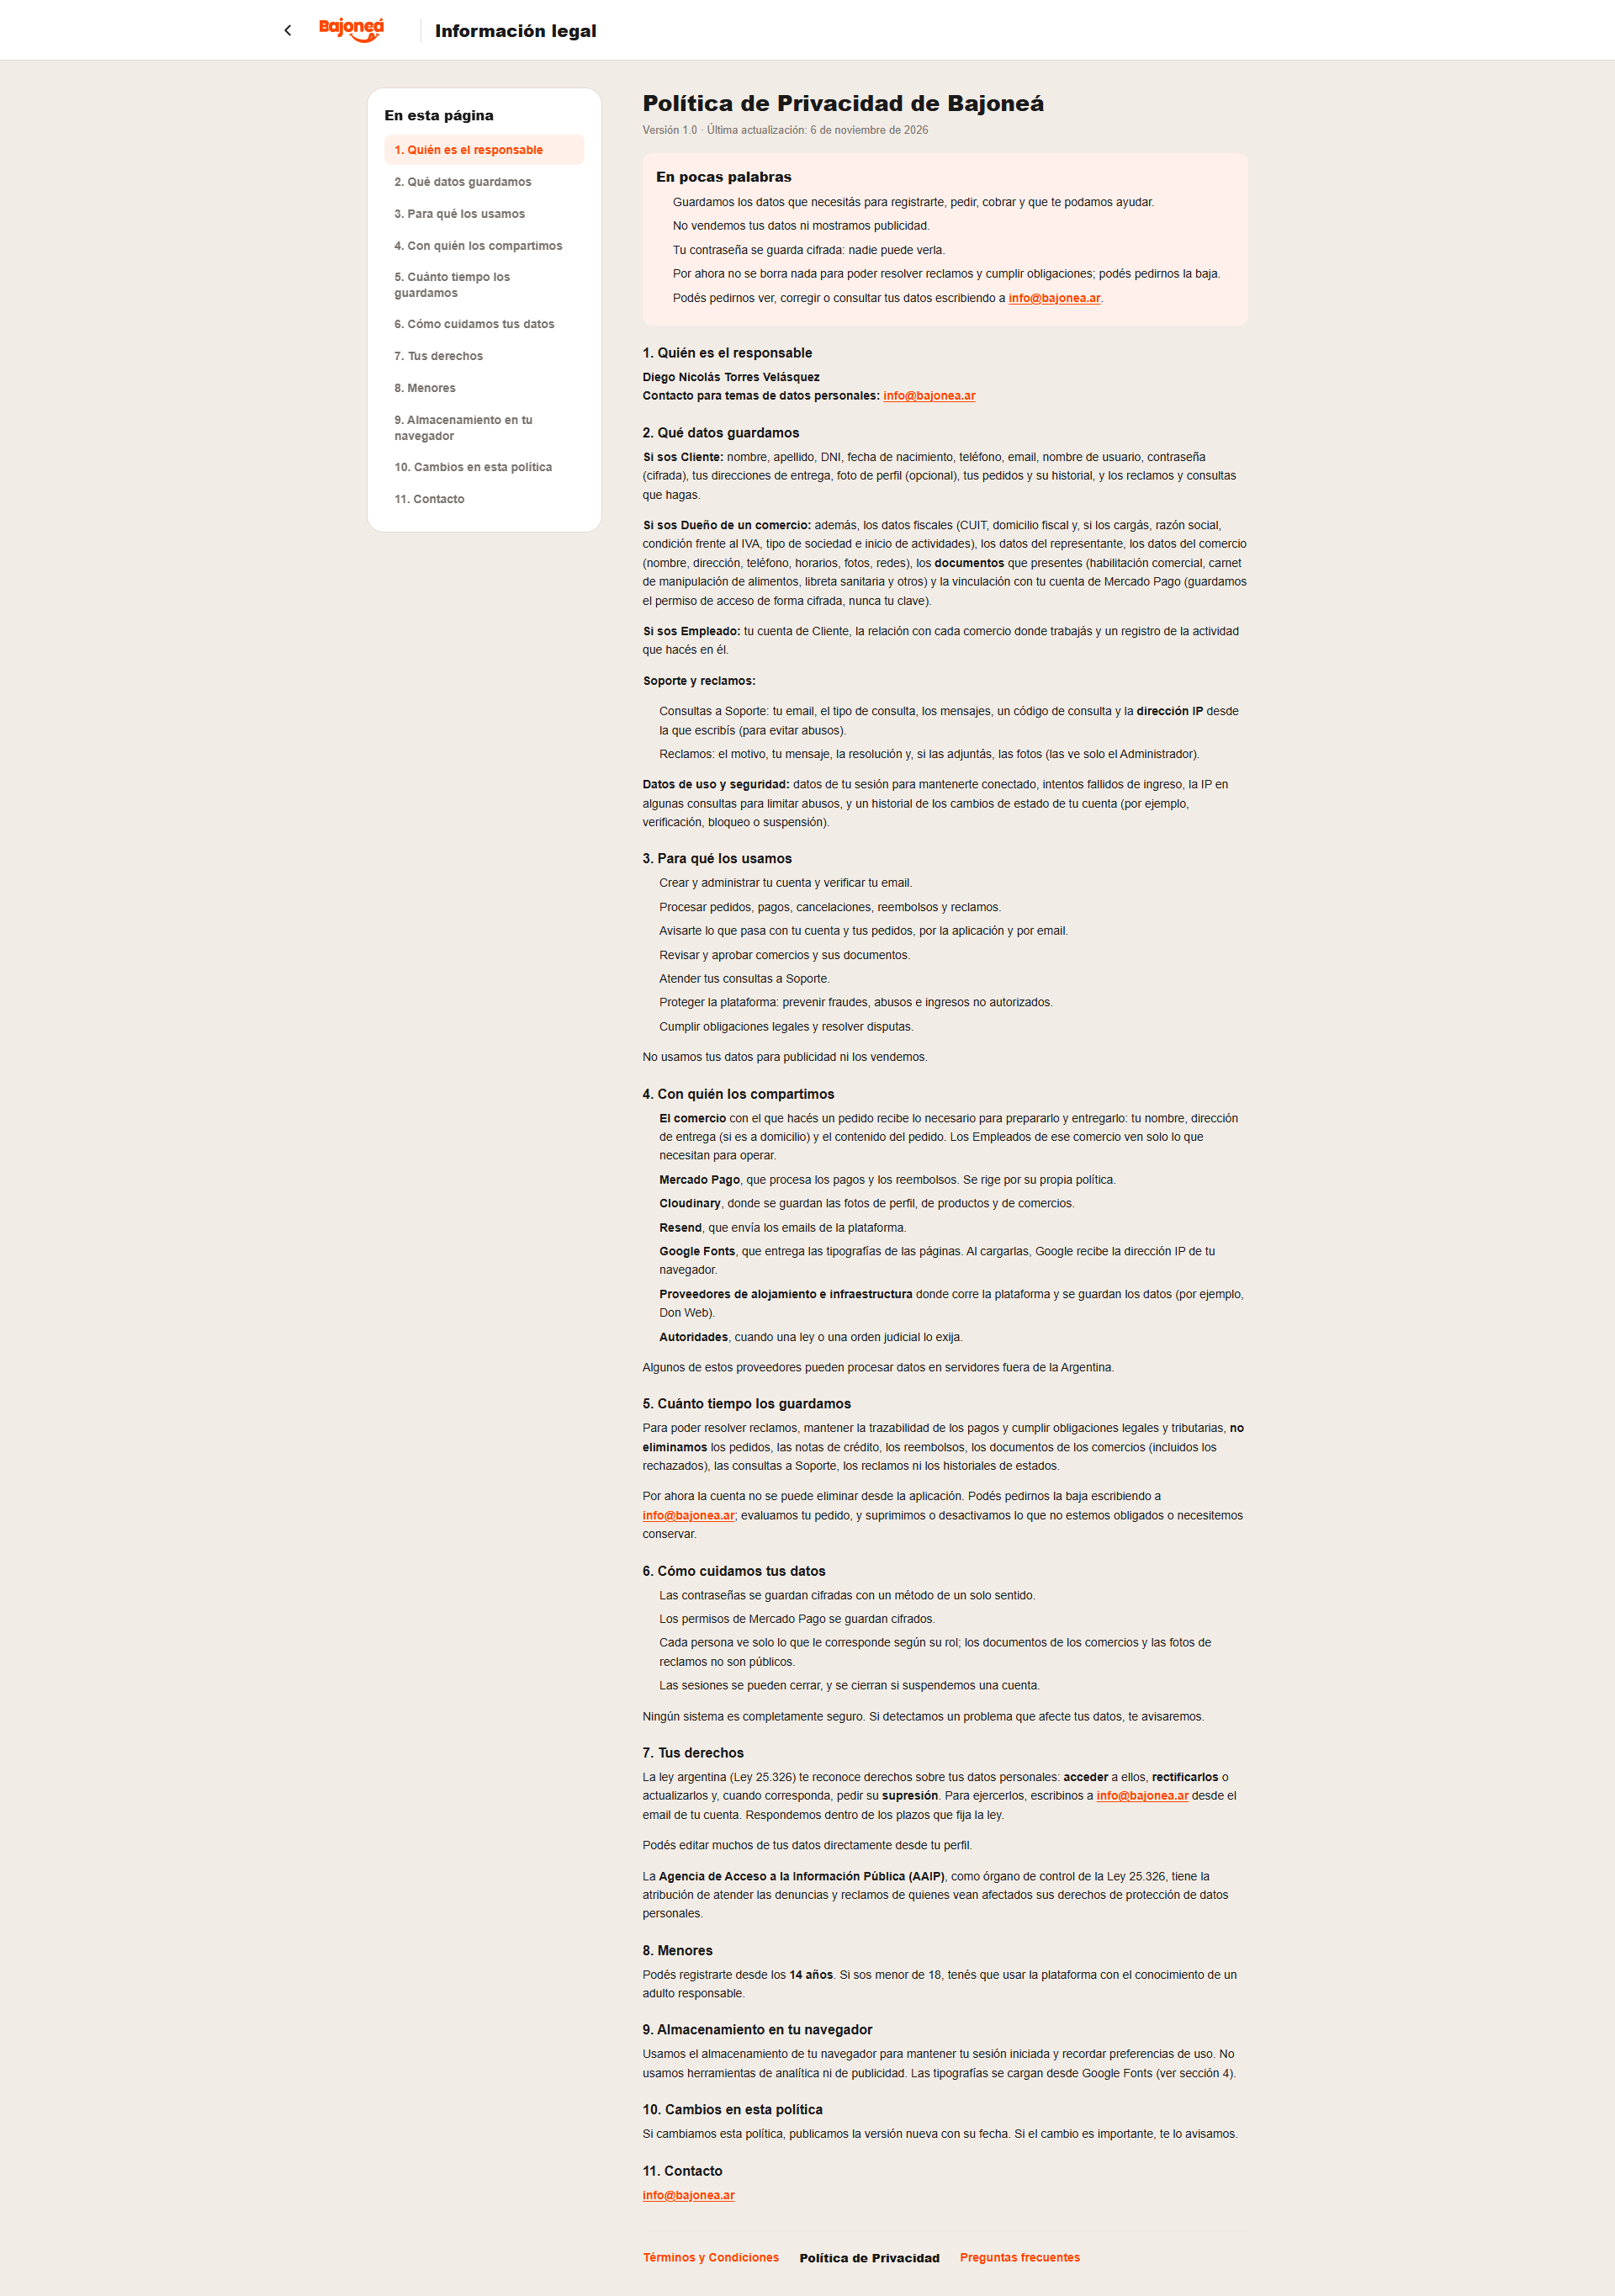 Bajoneá
Información legal
En esta página
1. Quién es el responsable
2. Qué datos guardamos
3. Para qué los usamos
4. Con quién los compartimos
5. Cuánto tiempo los
guardamos
6. Cómo cuidamos tus datos
7. Tus derechos
8. Menores
9. Almacenamiento en tu
navegador
10. Cambios en esta política
11. Contacto
Política de Privacidad de Bajoneá
Versión 1.0 · Última actualización: 6 de noviembre de 2026
En pocas palabras
Guardamos los datos que necesitás para registrarte, pedir, cobrar y que te podamos ayudar.
No vendemos tus datos ni mostramos publicidad.
Tu contraseña se guarda cifrada: nadie puede verla.
Por ahora no se borra nada para poder resolver reclamos y cumplir obligaciones; podés pedirnos la baja.
Podés pedirnos ver, corregir o consultar tus datos escribiendo a info@bajonea.ar.
1. Quién es el responsable
Diego Nicolás Torres Velásquez
Contacto para temas de datos personales: info@bajonea.ar
2. Qué datos guardamos
Si sos Cliente: nombre, apellido, DNI, fecha de nacimiento, teléfono, email, nombre de usuario, contraseña
(cifrada), tus direcciones de entrega, foto de perfil (opcional), tus pedidos y su historial, y los reclamos y consultas
que hagas.
Si sos Dueño de un comercio: además, los datos fiscales (CUIT, domicilio fiscal y, si los cargás, razón social,
condición frente al IVA, tipo de sociedad e inicio de actividades), los datos del representante, los datos del comercio
(nombre, dirección, teléfono, horarios, fotos, redes), los documentos que presentes (habilitación comercial, carnet
de manipulación de alimentos, libreta sanitaria y otros) y la vinculación con tu cuenta de Mercado Pago (guardamos
el permiso de acceso de forma cifrada, nunca tu clave).
Si sos Empleado: tu cuenta de Cliente, la relación con cada comercio donde trabajás y un registro de la actividad
que hacés en él.
Soporte y reclamos:
Consultas a Soporte: tu email, el tipo de consulta, los mensajes, un código de consulta y la dirección IP desde
la que escribís (para evitar abusos).
Reclamos: el motivo, tu mensaje, la resolución y, si las adjuntás, las fotos (las ve solo el Administrador).
Datos de uso y seguridad: datos de tu sesión para mantenerte conectado, intentos fallidos de ingreso, la IP en
algunas consultas para limitar abusos, y un historial de los cambios de estado de tu cuenta (por ejemplo,
verificación, bloqueo o suspensión).
3. Para qué los usamos
Crear y administrar tu cuenta y verificar tu email.
Procesar pedidos, pagos, cancelaciones, reembolsos y reclamos.
Avisarte lo que pasa con tu cuenta y tus pedidos, por la aplicación y por email.
Revisar y aprobar comercios y sus documentos.
Atender tus consultas a Soporte.
Proteger la plataforma: prevenir fraudes, abusos e ingresos no autorizados.
Cumplir obligaciones legales y resolver disputas.
No usamos tus datos para publicidad ni los vendemos.
4. Con quién los compartimos
El comercio con el que hacés un pedido recibe lo necesario para prepararlo y entregarlo: tu nombre, dirección
de entrega (si es a domicilio) y el contenido del pedido. Los Empleados de ese comercio ven solo lo que
necesitan para operar.
Mercado Pago, que procesa los pagos y los reembolsos. Se rige por su propia política.
Cloudinary, donde se guardan las fotos de perfil, de productos y de comercios.
Resend, que envía los emails de la plataforma.
Google Fonts, que entrega las tipografías de las páginas. Al cargarlas, Google recibe la dirección IP de tu
navegador.
Proveedores de alojamiento e infraestructura donde corre la plataforma y se guardan los datos (por ejemplo,
Don Web).
Autoridades, cuando una ley o una orden judicial lo exija.
Algunos de estos proveedores pueden procesar datos en servidores fuera de la Argentina.
5. Cuánto tiempo los guardamos
Para poder resolver reclamos, mantener la trazabilidad de los pagos y cumplir obligaciones legales y tributarias, no
eliminamos los pedidos, las notas de crédito, los reembolsos, los documentos de los comercios (incluidos los
rechazados), las consultas a Soporte, los reclamos ni los historiales de estados.
Por ahora la cuenta no se puede eliminar desde la aplicación. Podés pedirnos la baja escribiendo a
info@bajonea.ar; evaluamos tu pedido, y suprimimos o desactivamos lo que no estemos obligados o necesitemos
conservar.
6. Cómo cuidamos tus datos
Las contraseñas se guardan cifradas con un método de un solo sentido.
Los permisos de Mercado Pago se guardan cifrados.
Cada persona ve solo lo que le corresponde según su rol; los documentos de los comercios y las fotos de
reclamos no son públicos.
Las sesiones se pueden cerrar, y se cierran si suspendemos una cuenta.
Ningún sistema es completamente seguro. Si detectamos un problema que afecte tus datos, te avisaremos.
7. Tus derechos
La ley argentina (Ley 25.326) te reconoce derechos sobre tus datos personales: acceder a ellos, rectificarlos o
actualizarlos y, cuando corresponda, pedir su supresión. Para ejercerlos, escribinos a info@bajonea.ar desde el
email de tu cuenta. Respondemos dentro de los plazos que fija la ley.
Podés editar muchos de tus datos directamente desde tu perfil.
La Agencia de Acceso a la Información Pública (AAIP), como órgano de control de la Ley 25.326, tiene la
atribución de atender las denuncias y reclamos de quienes vean afectados sus derechos de protección de datos
personales.
8. Menores
Podés registrarte desde los 14 años. Si sos menor de 18, tenés que usar la plataforma con el conocimiento de un
adulto responsable.
9. Almacenamiento en tu navegador
Usamos el almacenamiento de tu navegador para mantener tu sesión iniciada y recordar preferencias de uso. No
usamos herramientas de analítica ni de publicidad. Las tipografías se cargan desde Google Fonts (ver sección 4).
10. Cambios en esta política
Si cambiamos esta política, publicamos la versión nueva con su fecha. Si el cambio es importante, te lo avisamos.
11. Contacto
info@bajonea.ar
Términos y Condiciones
Política de Privacidad
Preguntas frecuentes